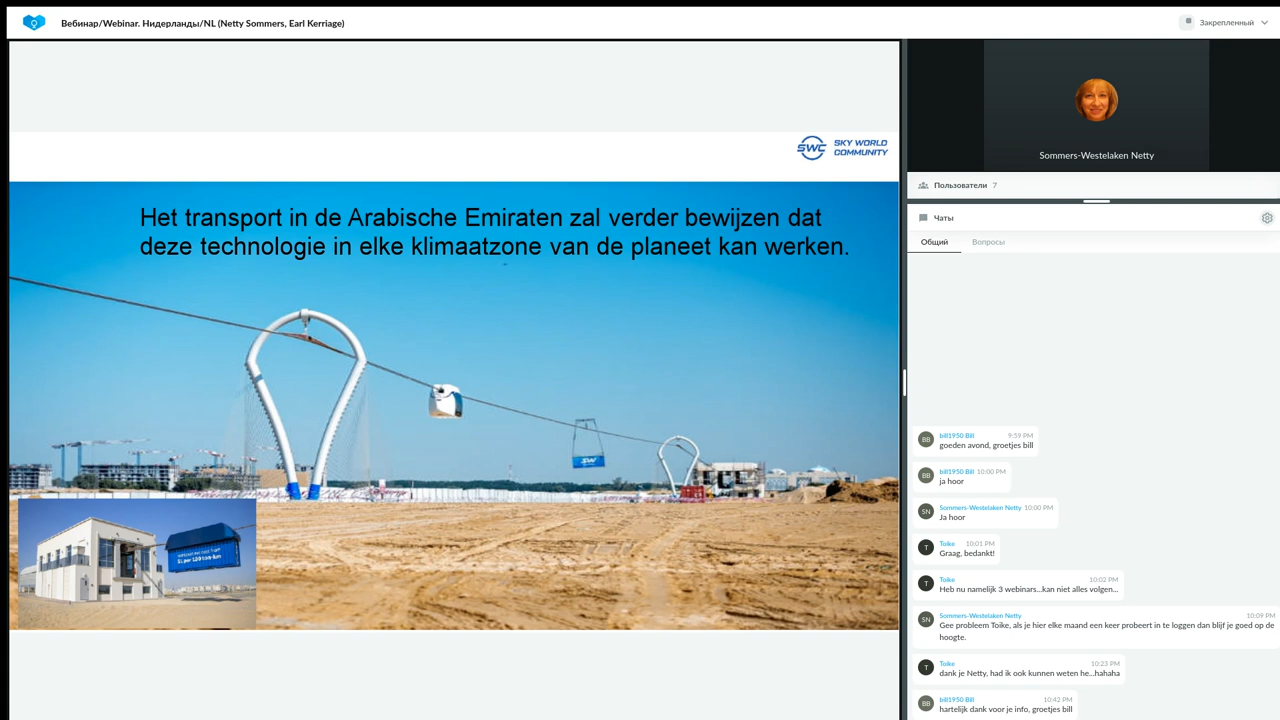 Вебинар/Webinar. Нидерланды/NL (Netty Sommers, Earl Kerriage)
Закрепленный
SWC SKY WORLD
COMMUNITY
Het transport in de Arabische Emiraten zal verder bewijzen dat
deze technologie in elke klimaatzone van de planeet kan werken.
SW
Sommers-Westelaken Netty
Пользователи 7
Чаты
Общий Вопросы
BB bill1950 Bill 9:59 PM
goeden avond, groetjes bill
BB bill1950 Bill 10:00 PM
ja hoor
SN Sommers-Westelaken Netty 10:00 PM
Ja hoor
T Toike 10:01 PM
Graag, bedankt!
T Toike 10:02 PM
Heb nu namelijk 3 webinars...kan niet alles volgen...
SN Sommers-Westelaken Netty 10:09 PM
Gee probleem Toike, als je hier elke maand een keer probeert in te loggen dan blijf je goed op de
hoogte.
T Toike 10:23 PM
dank je Netty, had ik ook kunnen weten he...hahaha
BB bill1950 Bill 10:42 PM
hartelijk dank voor je info, groetjes bill